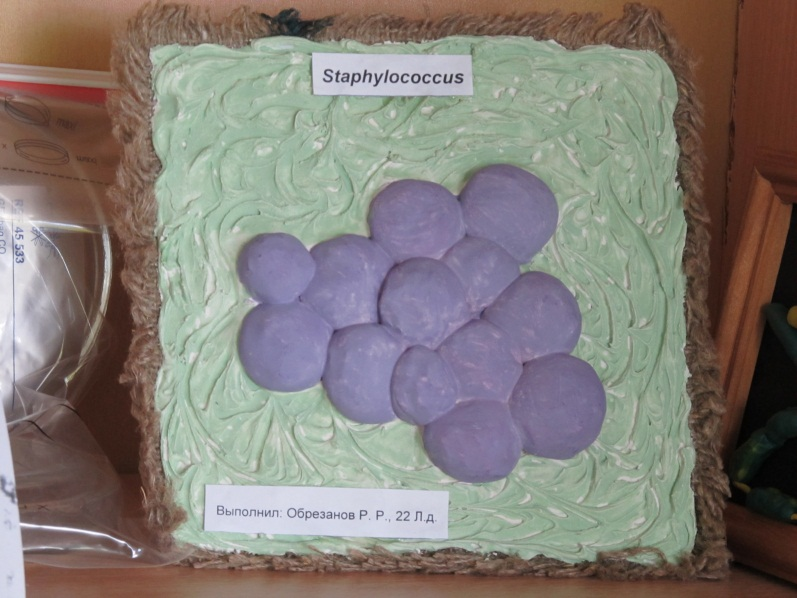 Staphylococcus
Выполнил: Обрезанов Р. Р., 22 Л.д.